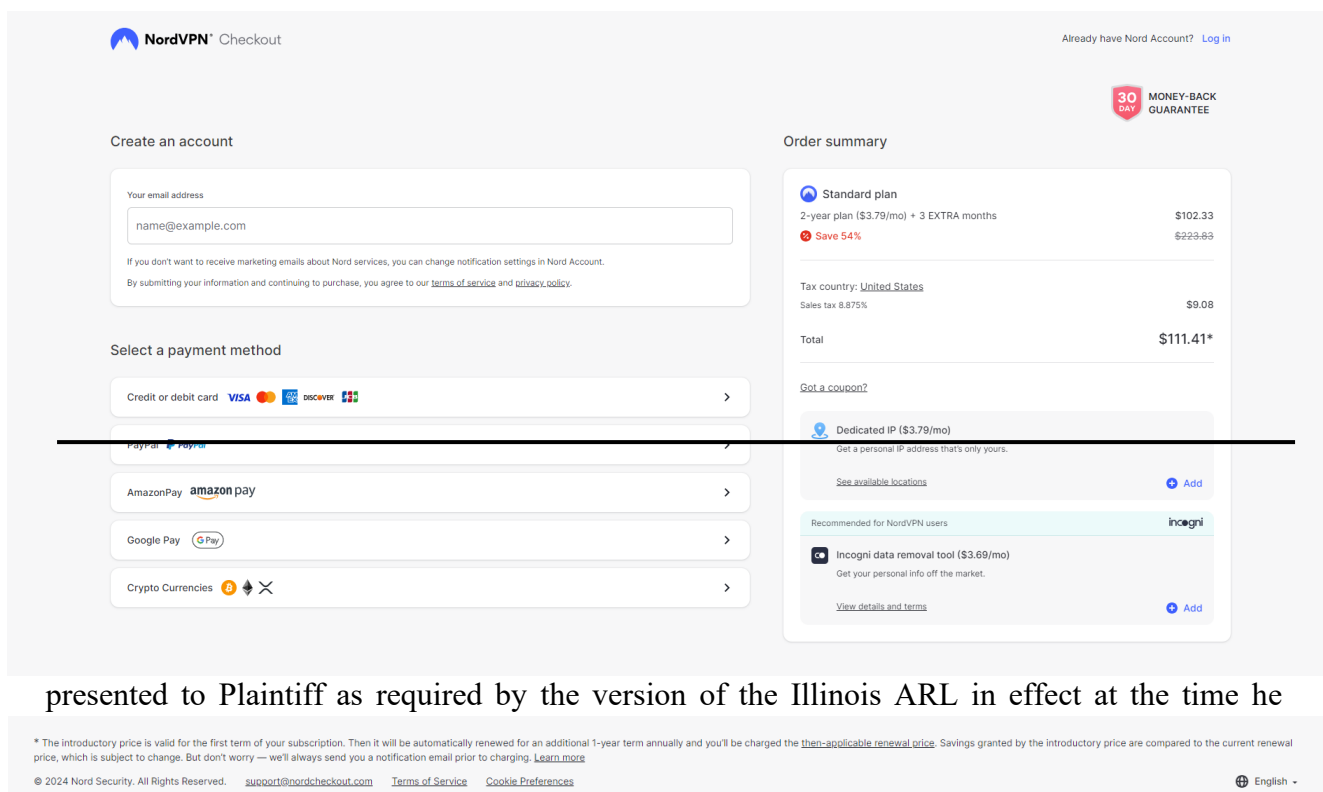 NordVPN® Checkout
Already have Nord Account? Log in
30 DAY MONEY-BACK GUARANTEE
Create an account
Your email address
name@example.com
If you don't want to receive marketing emails about Nord services, you can change notification settings in Nord Account.
By submitting your information and continuing to purchase, you agree to our terms of service and privacy policy.
Select a payment method
Credit or debit card VISA AMEX DISCOVER JCB
PayPal PayPal
AmazonPay amazon pay
Google Pay G Pay
Crypto Currencies
Order summary
Standard plan
2-year plan ($3.79/mo) + 3 EXTRA months $102.33
Save 54% $223.83
Tax country: United States
Sales tax 8.875% $9.08
Total $111.41*
Got a coupon?
Dedicated IP ($3.79/mo)
Get a personal IP address that's only yours.
See available locations Add
Recommended for NordVPN users incogni
Incogni data removal tool ($3.69/mo)
Get your personal info off the market.
View details and terms Add
presented to Plaintiff as required by the version of the Illinois ARL in effect at the time he
* The introductory price is valid for the first term of your subscription. Then it will be automatically renewed for an additional 1-year term annually and you'll be charged the then-applicable renewal price. Savings granted by the introductory price are compared to the current renewal
price, which is subject to change. But don't worry — we'll always send you a notification email prior to charging. Learn more
© 2024 Nord Security. All Rights Reserved. support@nordcheckout.com Terms of Service Cookie Preferences
English